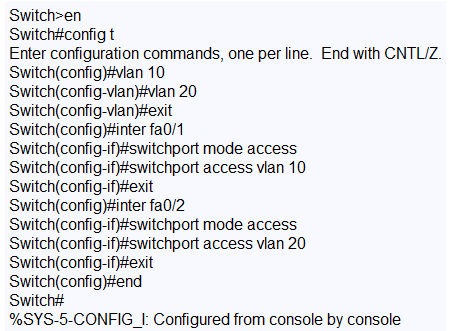 Switch>en
Switch#config t
Enter configuration commands, one per line.  End with CNTL/Z.
Switch(config)#vlan 10
Switch(config-vlan)#vlan 20
Switch(config-vlan)#exit
Switch(config)#inter fa0/1
Switch(config-if)#switchport mode access
Switch(config-if)#switchport access vlan 10
Switch(config-if)#exit
Switch(config)#inter fa0/2
Switch(config-if)#switchport mode access
Switch(config-if)#switchport access vlan 20
Switch(config-if)#exit
Switch(config)#end
Switch#
%SYS-5-CONFIG_I: Configured from console by console